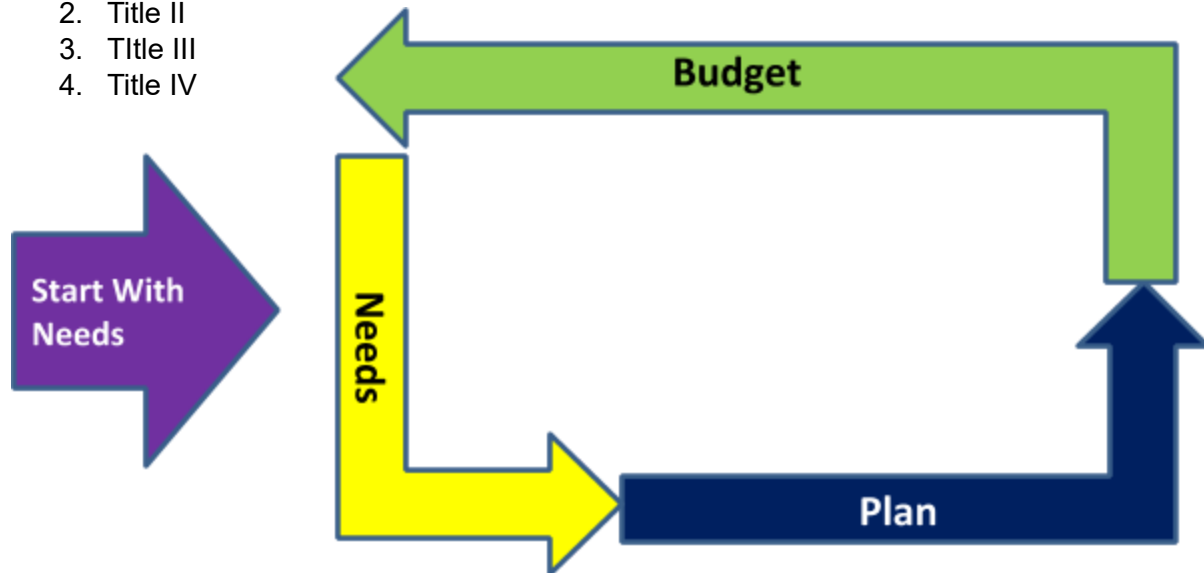 2. Title II
3. TItle III
4. Title IV
Budget
Start With
Needs
Needs
Plan